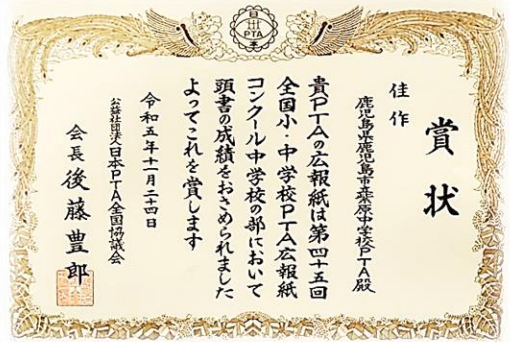 PTA
賞状
佳作
鹿児島県鹿児島市立紫原中学校PTA殿
貴PTAの広報紙は第四十五回
全国小・中学校PTA広報紙
コンクール中学校の部において
頭書の成績をおさめられました
よってこれを賞します
令和五年十一月二十四日
公益社団法人日本PTA全国協議会
会長後藤豊郎